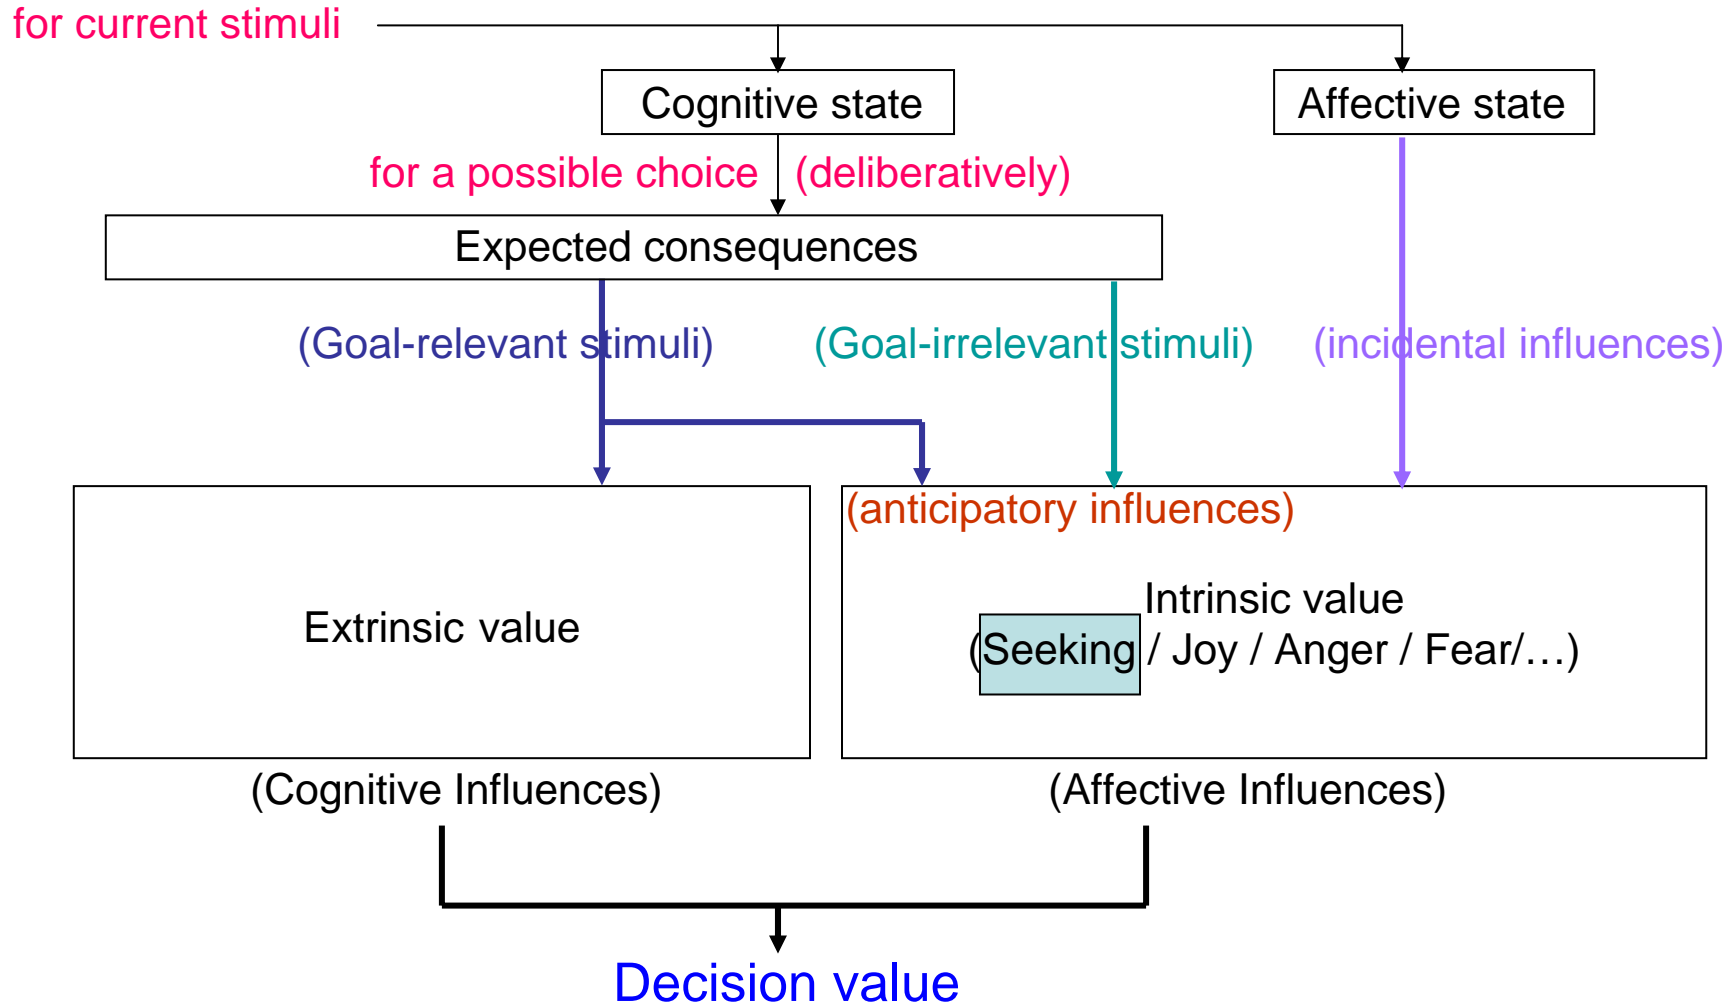 for current stimuli
Cognitive state
Affective state
for a possible choice
(deliberatively)
Expected consequences
(Goal-relevant stimuli)
(Goal-irrelevant stimuli)
(incidental influences)
(anticipatory influences)
Extrinsic value
Intrinsic value
(Seeking / Joy / Anger / Fear/…)
(Cognitive Influences)
(Affective Influences)
Decision value